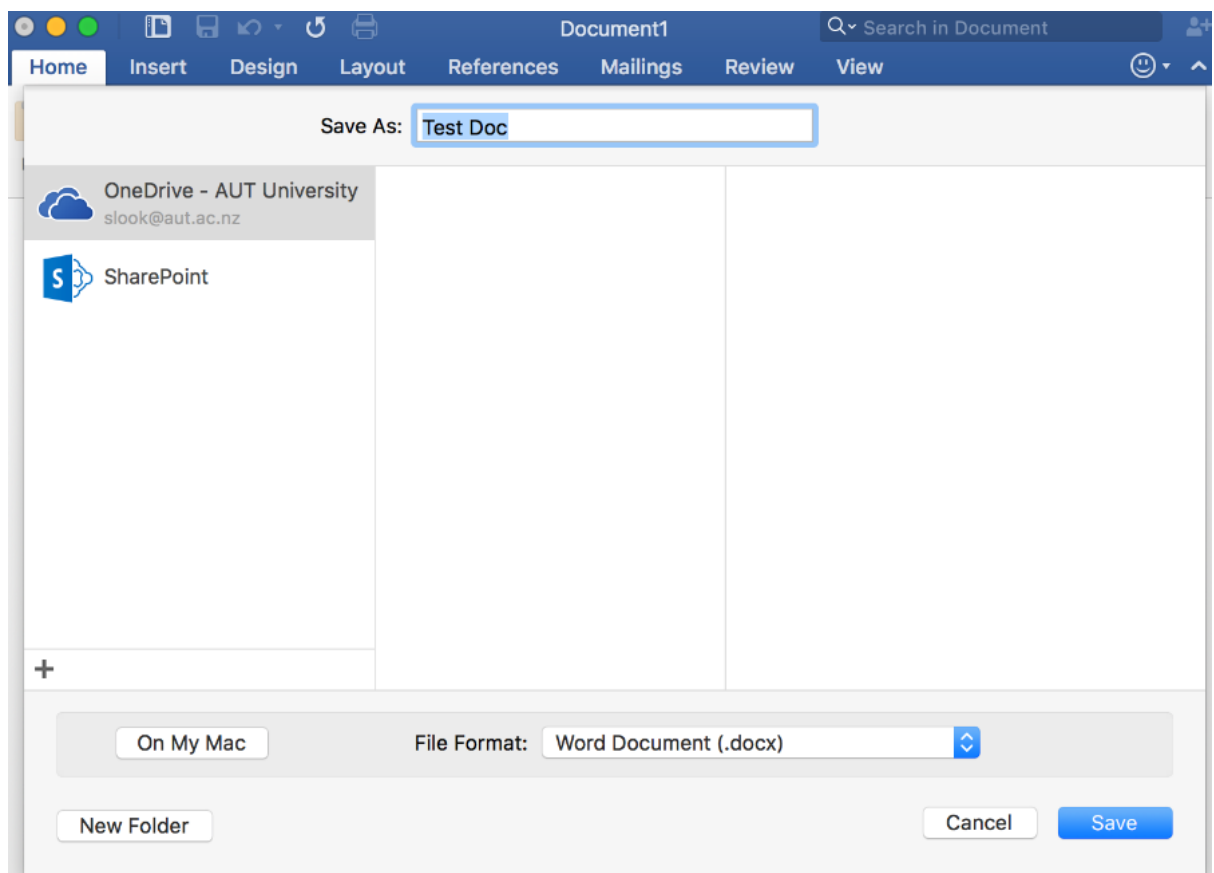 Document1
Search in Document
Home Insert Design Layout References Mailings Review View
Save As: Test Doc
OneDrive - AUT University
slook@aut.ac.nz
S
SharePoint
On My Mac File Format: Word Document (.docx)
New Folder Cancel Save